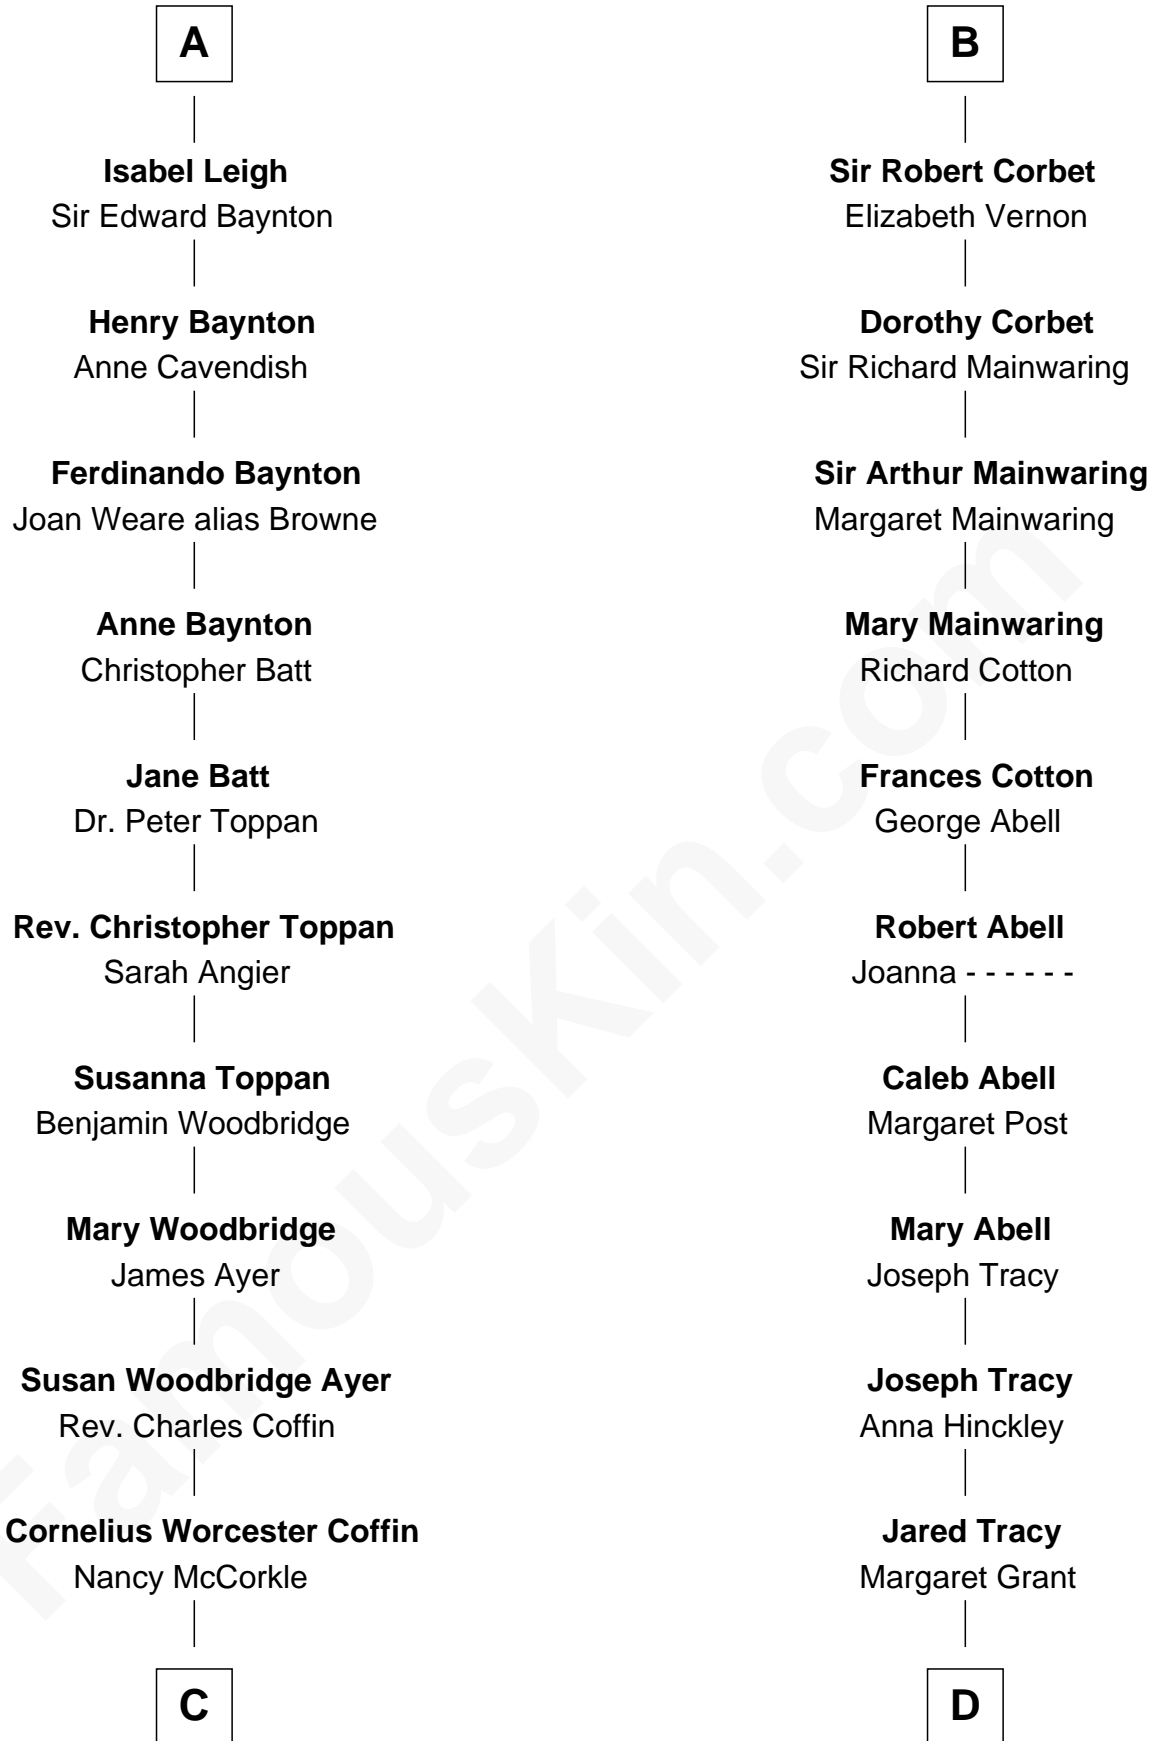 A
Isabel Leigh
Sir Edward Baynton
Henry Baynton
Anne Cavendish
Ferdinando Baynton
Joan Weare alias Browne
Anne Baynton
Christopher Batt
Jane Batt
Dr. Peter Toppan
Rev. Christopher Toppan
Sarah Angier
Susanna Toppan
Benjamin Woodbridge
Mary Woodbridge
James Ayer
Susan Woodbridge Ayer
Rev. Charles Coffin
Cornelius Worcester Coffin
Nancy McCorkle
C
B
Sir Robert Corbet
Elizabeth Vernon
Dorothy Corbet
Sir Richard Mainwaring
Sir Arthur Mainwaring
Margaret Mainwaring
Mary Mainwaring
Richard Cotton
Frances Cotton
George Abell
Robert Abell
Joanna - - - - - -
Caleb Abell
Margaret Post
Mary Abell
Joseph Tracy
Joseph Tracy
Anna Hinckley
Jared Tracy
Margaret Grant
D
FamousKin.com